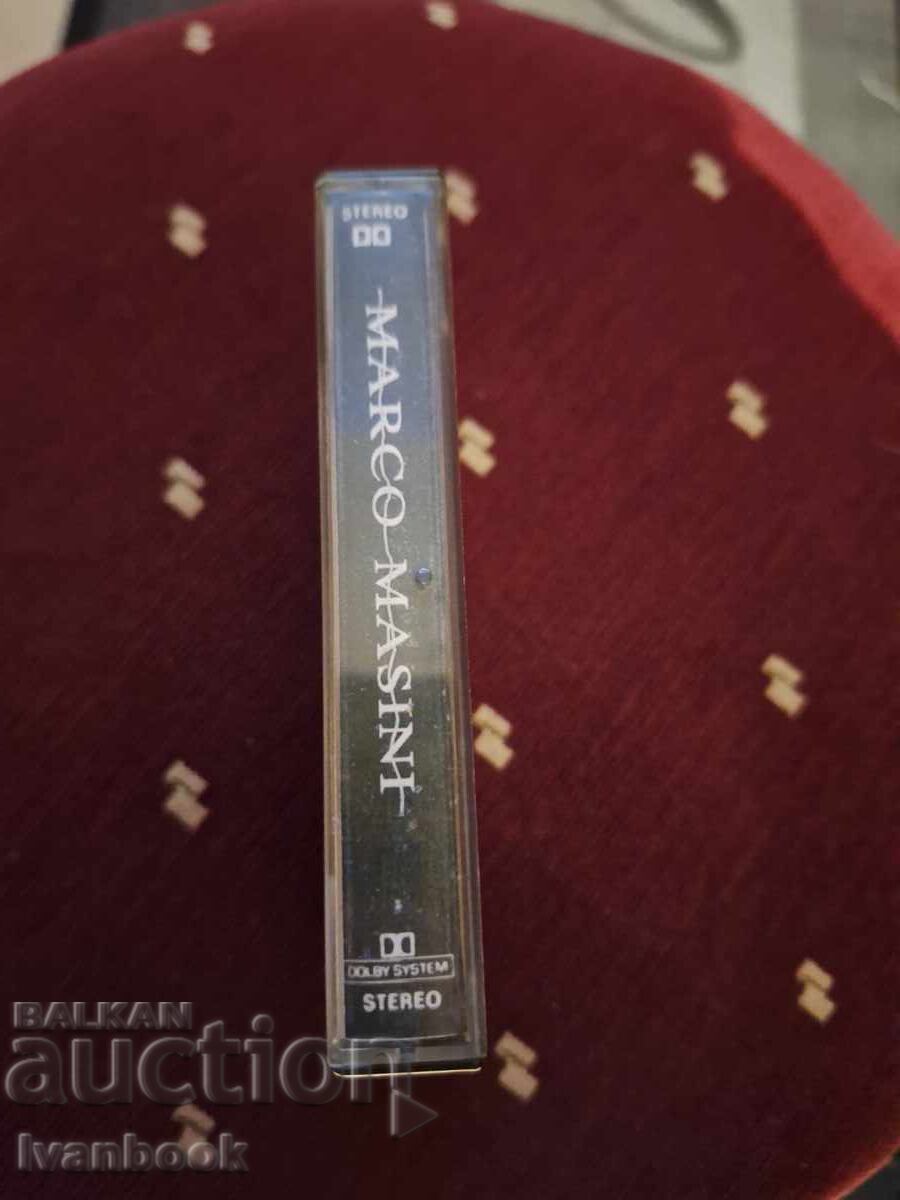 STEREO
MARCO MASINI
DOLBY SYSTEM
STEREO
BALKAN
auction
Ivanbook